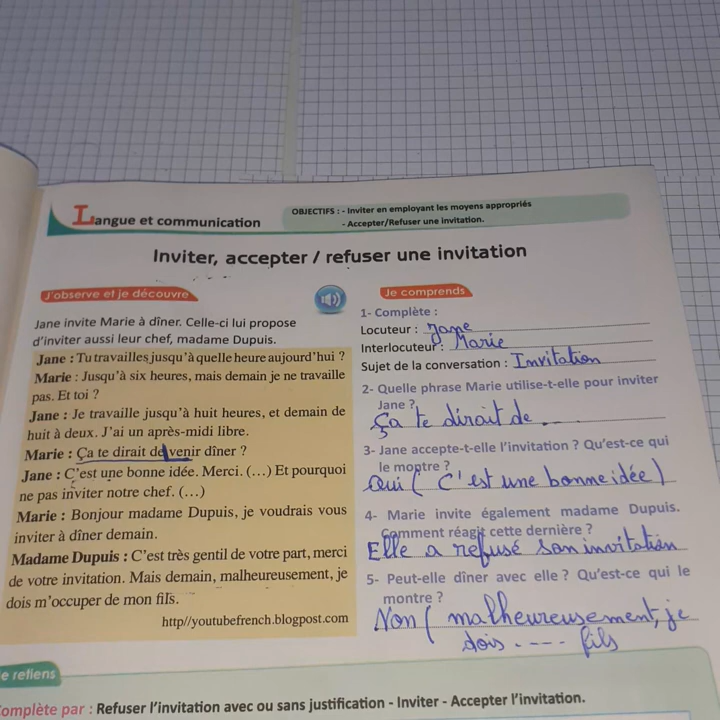 Langue et communication
OBJECTIFS : - Inviter en employant les moyens appropriés
- Accepter/Refuser une invitation.
Inviter, accepter / refuser une invitation
J'observe et je découvre
Jane invite Marie à dîner. Celle-ci lui propose
d'inviter aussi leur chef, madame Dupuis.
Jane : Tu travailles jusqu'à quelle heure aujourd'hui ?
Marie : Jusqu'à six heures, mais demain je ne travaille
pas. Et toi ?
Jane : Je travaille jusqu'à huit heures, et demain de
huit à deux. J'ai un après-midi libre.
Marie : Ça te dirait de venir dîner ?
Jane : C'est une bonne idée. Merci. (...) Et pourquoi
ne pas inviter notre chef. (...)
Marie : Bonjour madame Dupuis, je voudrais vous
inviter à dîner demain.
Madame Dupuis : C'est très gentil de votre part, merci
de votre invitation. Mais demain, malheureusement, je
dois m'occuper de mon fils.
http//youtubefrench.blogpost.com
Je comprends
1- Complète :
Locuteur : Jane
Interlocuteur : Marie
Sujet de la conversation : Invitation
2- Quelle phrase Marie utilise-t-elle pour inviter
Jane ?
Ça te dirait de ...
3- Jane accepte-t-elle l'invitation ? Qu'est-ce qui
le montre ?
Oui ( C'est une bonne idée )
4- Marie invite également madame Dupuis.
Comment réagit cette dernière ?
Elle a refusé son invitation
5- Peut-elle dîner avec elle ? Qu'est-ce qui le
montre ?
Non ( malheureusement, je
dois .---- fils
e retiens
omplète par : Refuser l'invitation avec ou sans justification - Inviter - Accepter l'invitation.